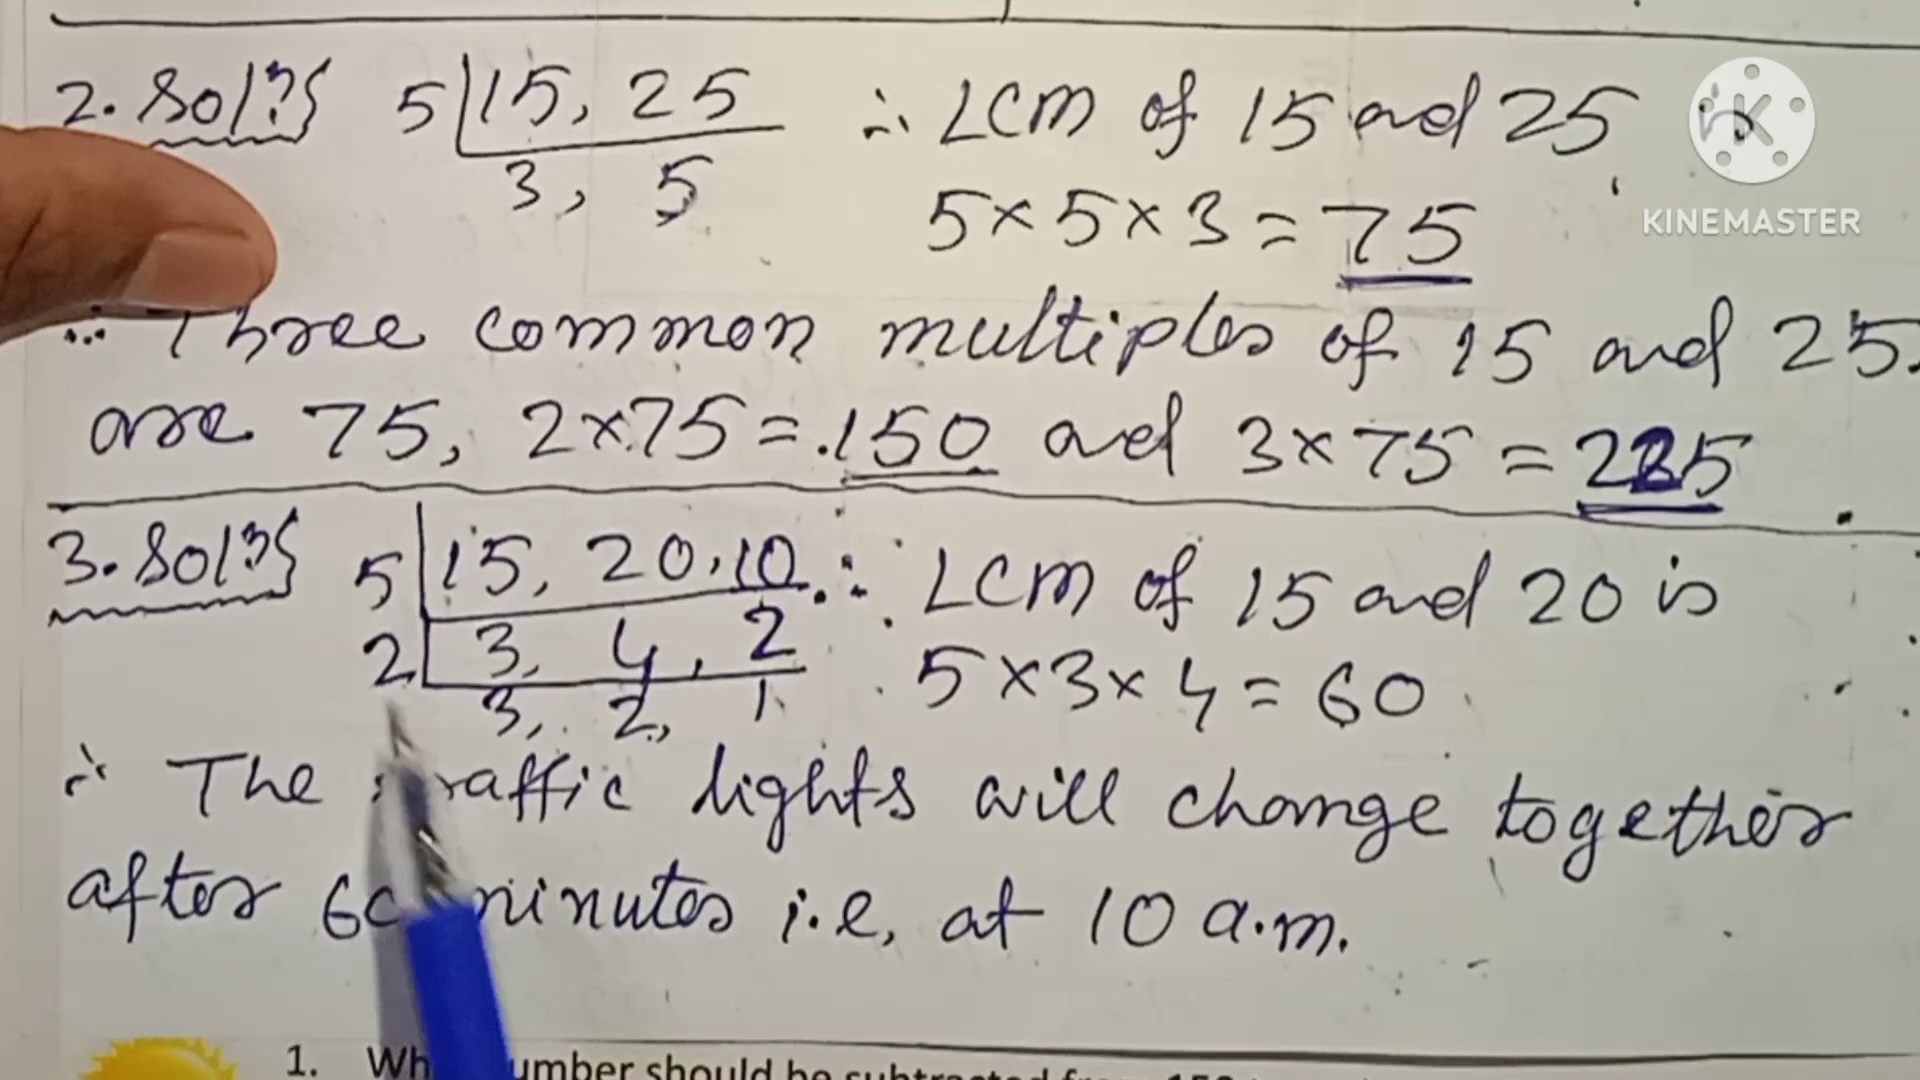 2. Sol?} 5 | 15, 25 ∴ LCM of 15 and 25 is
3, 5 5×5×3 = 75
KINEMASTER
∴ Three common multiples of 15 and 25
are 75, 2×75 = 150 and 3×75 = 225
3. Sol?} 5 | 15, 20, 10 ∴ LCM of 15 and 20 is
2 | 3, 4, 2 5×3×4 = 60
3, 2, 1
∴ The traffic lights will change together
after 60 minutes i.e, at 10 a.m.
1. number should be subtracted from